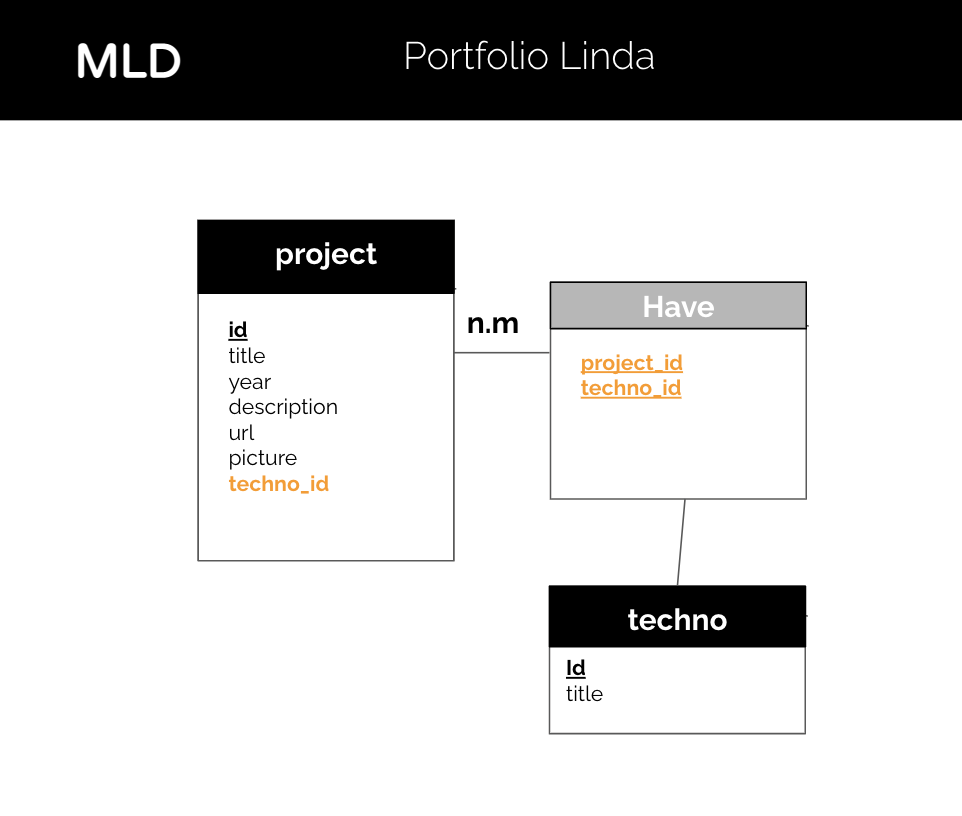 MLD
Portfolio Linda
project
id
title
year
description
url
picture
techno_id
n.m
Have
project_id
techno_id
techno
Id
title